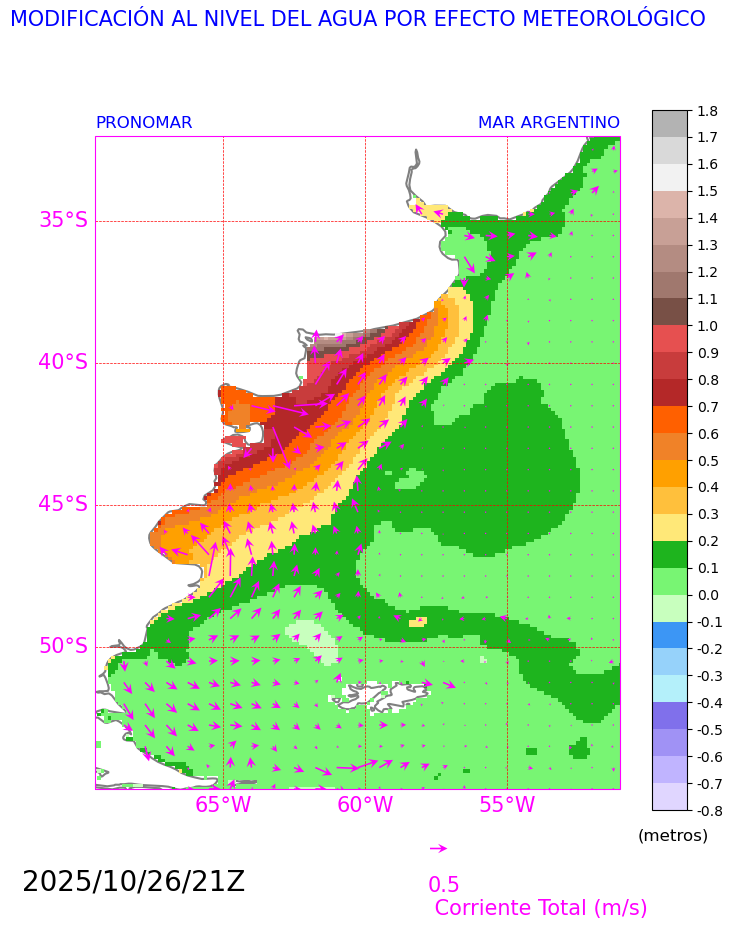 MODIFICACIÓN AL NIVEL DEL AGUA POR EFECTO METEOROLÓGICO
PRONOMAR
MAR ARGENTINO
35°S
40°S
45°S
50°S
65°W
60°W
55°W
1.8
1.7
1.6
1.5
1.4
1.3
1.2
1.1
1.0
0.9
0.8
0.7
0.6
0.5
0.4
0.3
0.2
0.1
0.0
-0.1
-0.2
-0.3
-0.4
-0.5
-0.6
-0.7
-0.8
(metros)
2025/10/26/21Z
0.5
Corriente Total (m/s)